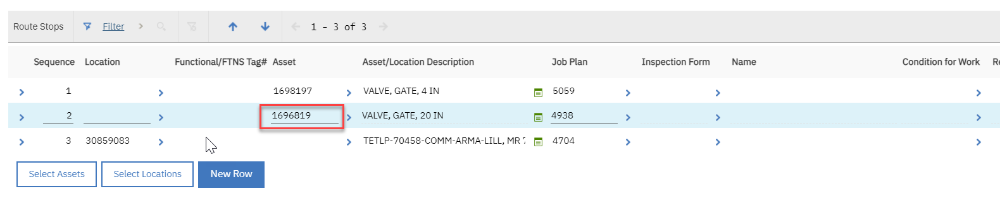 Route Stops Filter 1 - 3 of 3
Sequence Location Functional/FTNS Tag# Asset Asset/Location Description Job Plan Inspection Form Name Condition for Work Re
1 1698197 VALVE, GATE, 4 IN 5059
2 1696819 VALVE, GATE, 20 IN 4938
3 30859083 TETLP-70458-COMM-ARMA-LILL, MR 4704
Select Assets Select Locations New Row